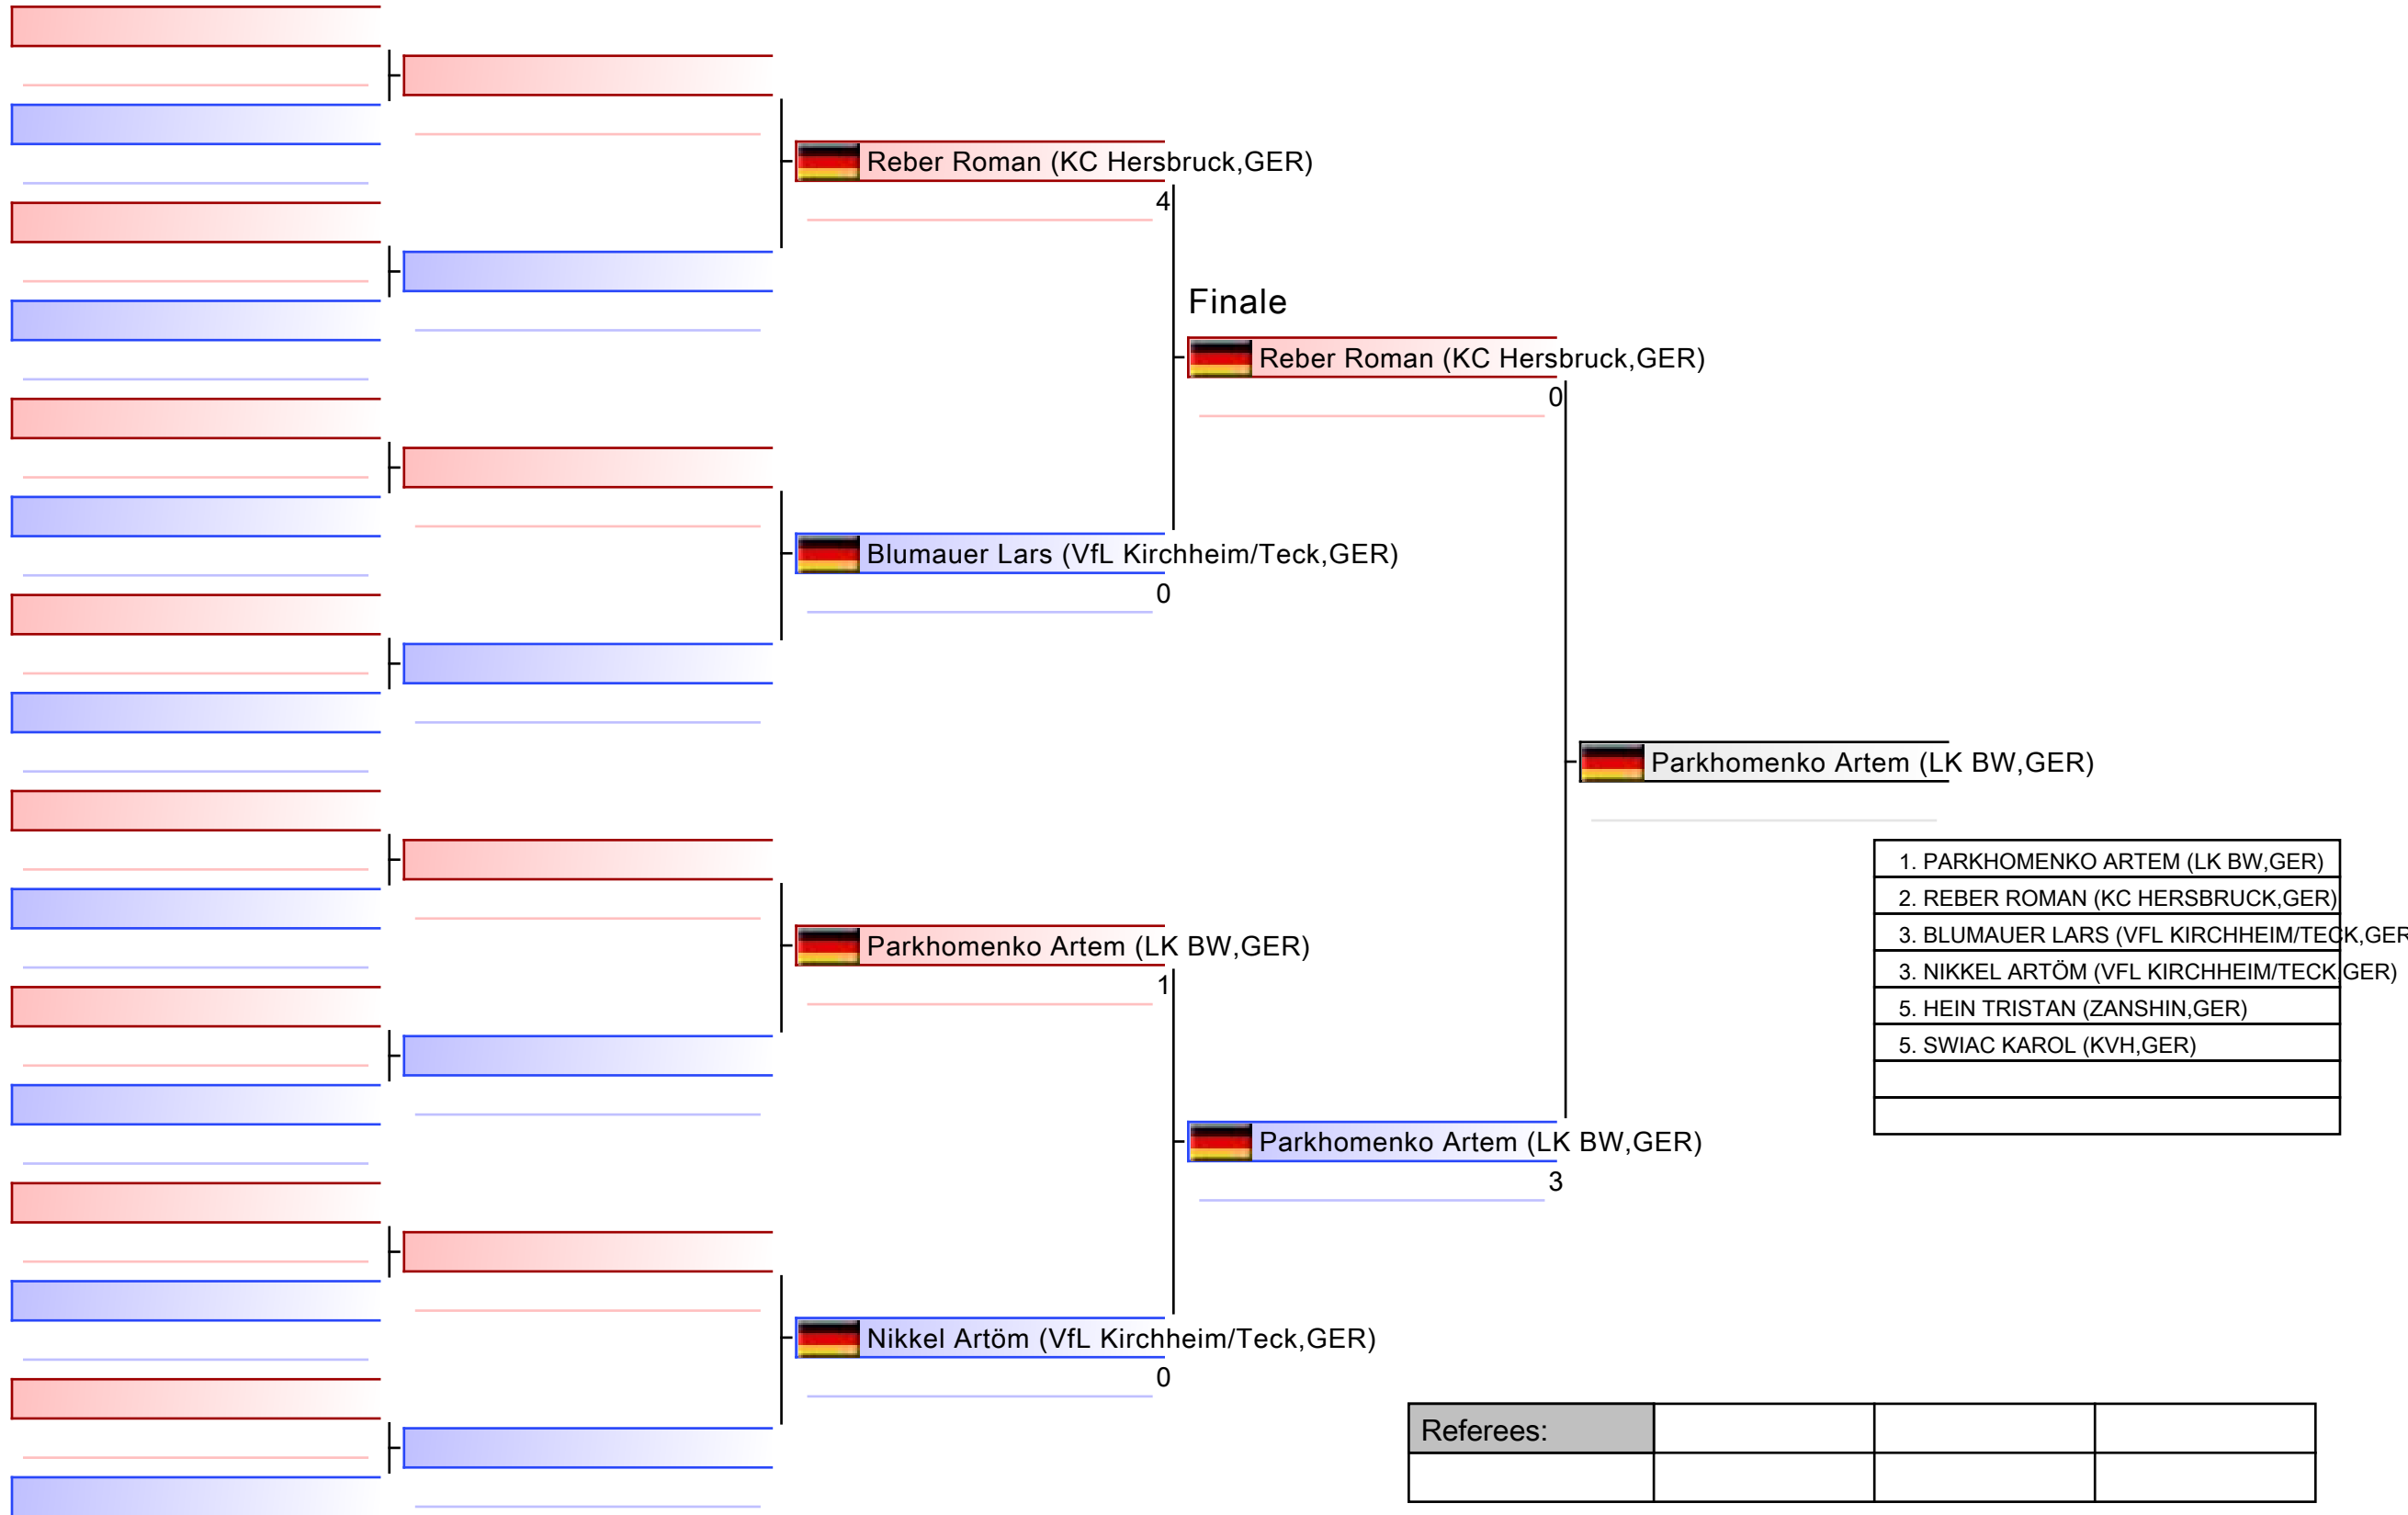 Reber Roman (KC Hersbruck,GER)
4
Finale
Reber Roman (KC Hersbruck,GER)
0
Blumauer Lars (VfL Kirchheim/Teck,GER)
0
Parkhomenko Artem (LK BW,GER)
1. PARKHOMENKO ARTEM (LK BW,GER)
2. REBER ROMAN (KC HERSBRUCK,GER)
3. BLUMAUER LARS (VFL KIRCHHEIM/TECK,GER
3. NIKKEL ARTÖM (VFL KIRCHHEIM/TECK,GER)
5. HEIN TRISTAN (ZANSHIN,GER)
5. SWIAC KAROL (KVH,GER)
Parkhomenko Artem (LK BW,GER)
1
Parkhomenko Artem (LK BW,GER)
3
Nikkel Artöm (VfL Kirchheim/Teck,GER)
0
Referees: